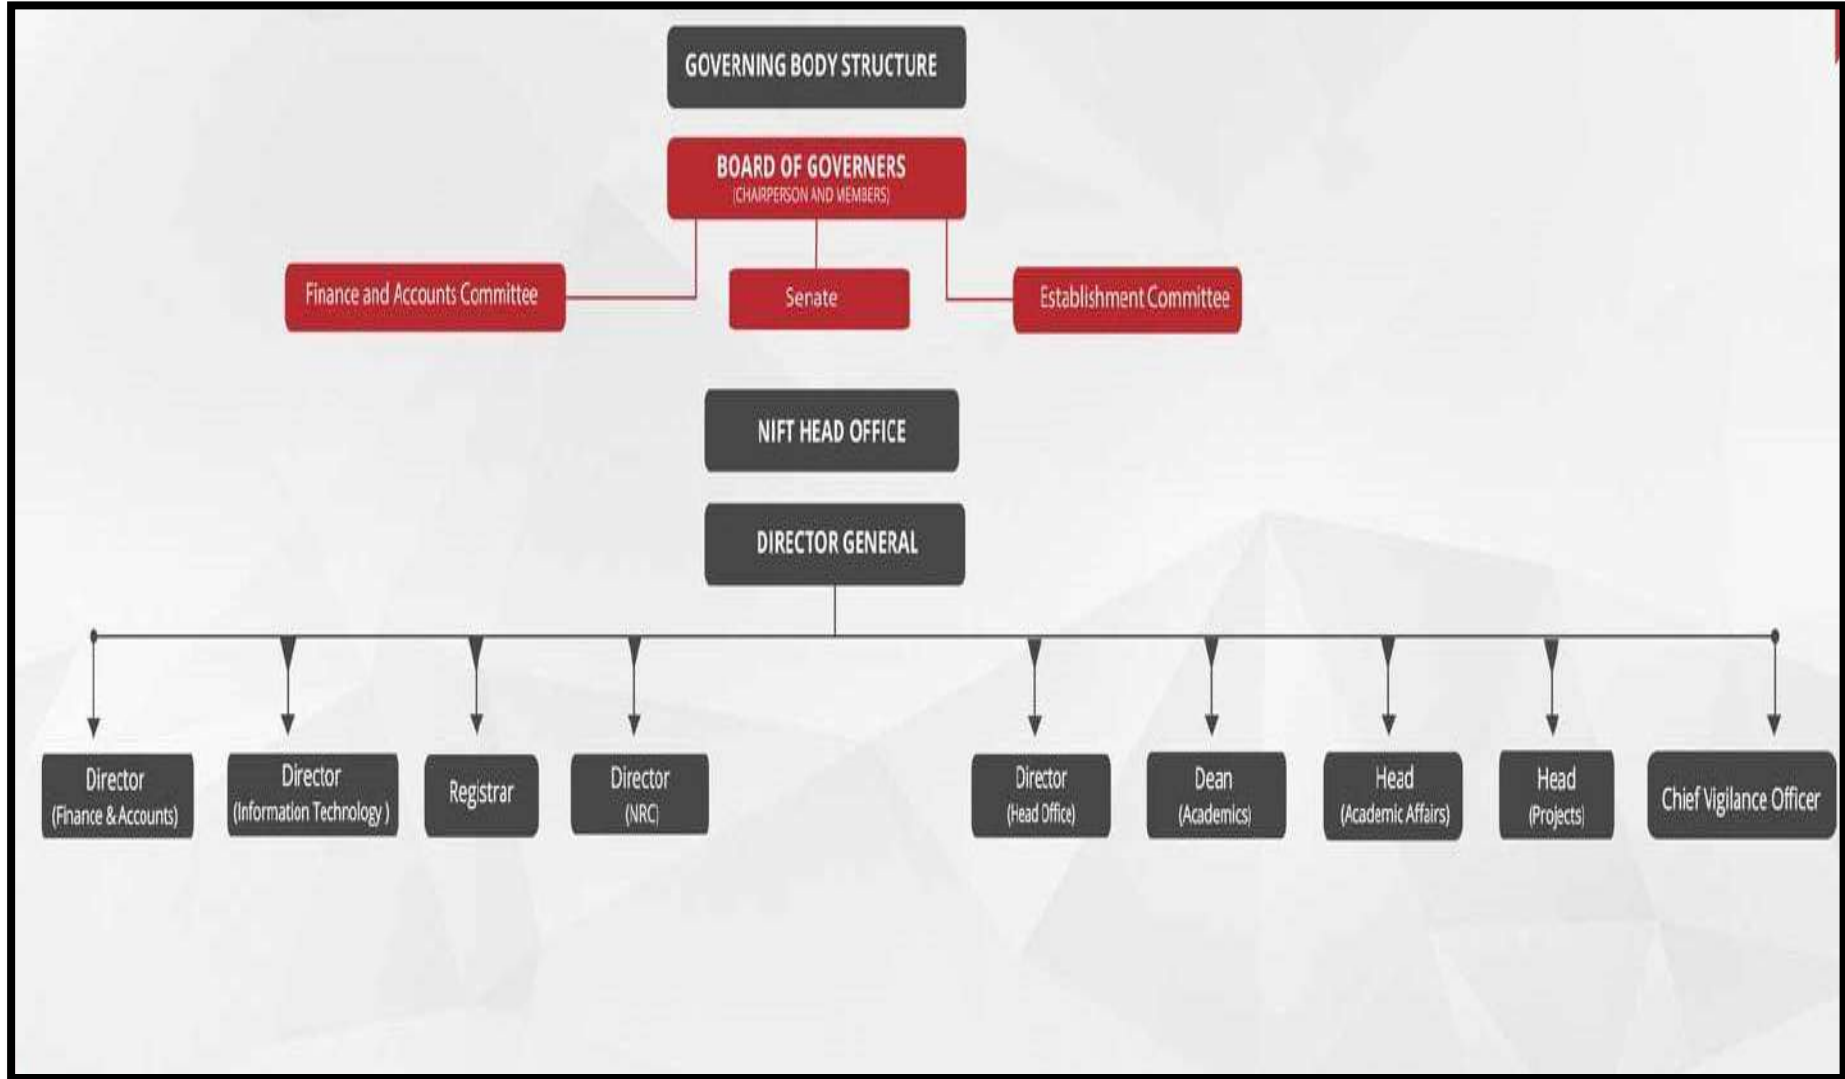 GOVERNING BODY STRUCTURE
BOARD OF GOVERNERS
(CHAIRPERSON AND MEMBERS)
Finance and Accounts Committee
Senate
Establishment Committee
NIFT HEAD OFFICE
DIRECTOR GENERAL
Director
(Finance & Accounts)
Director
(Information Technology )
Registrar
Director
(NRC)
Director
(Head Office)
Dean
(Academics)
Head
(Academic Affairs)
Head
(Projects)
Chief Vigilance Officer